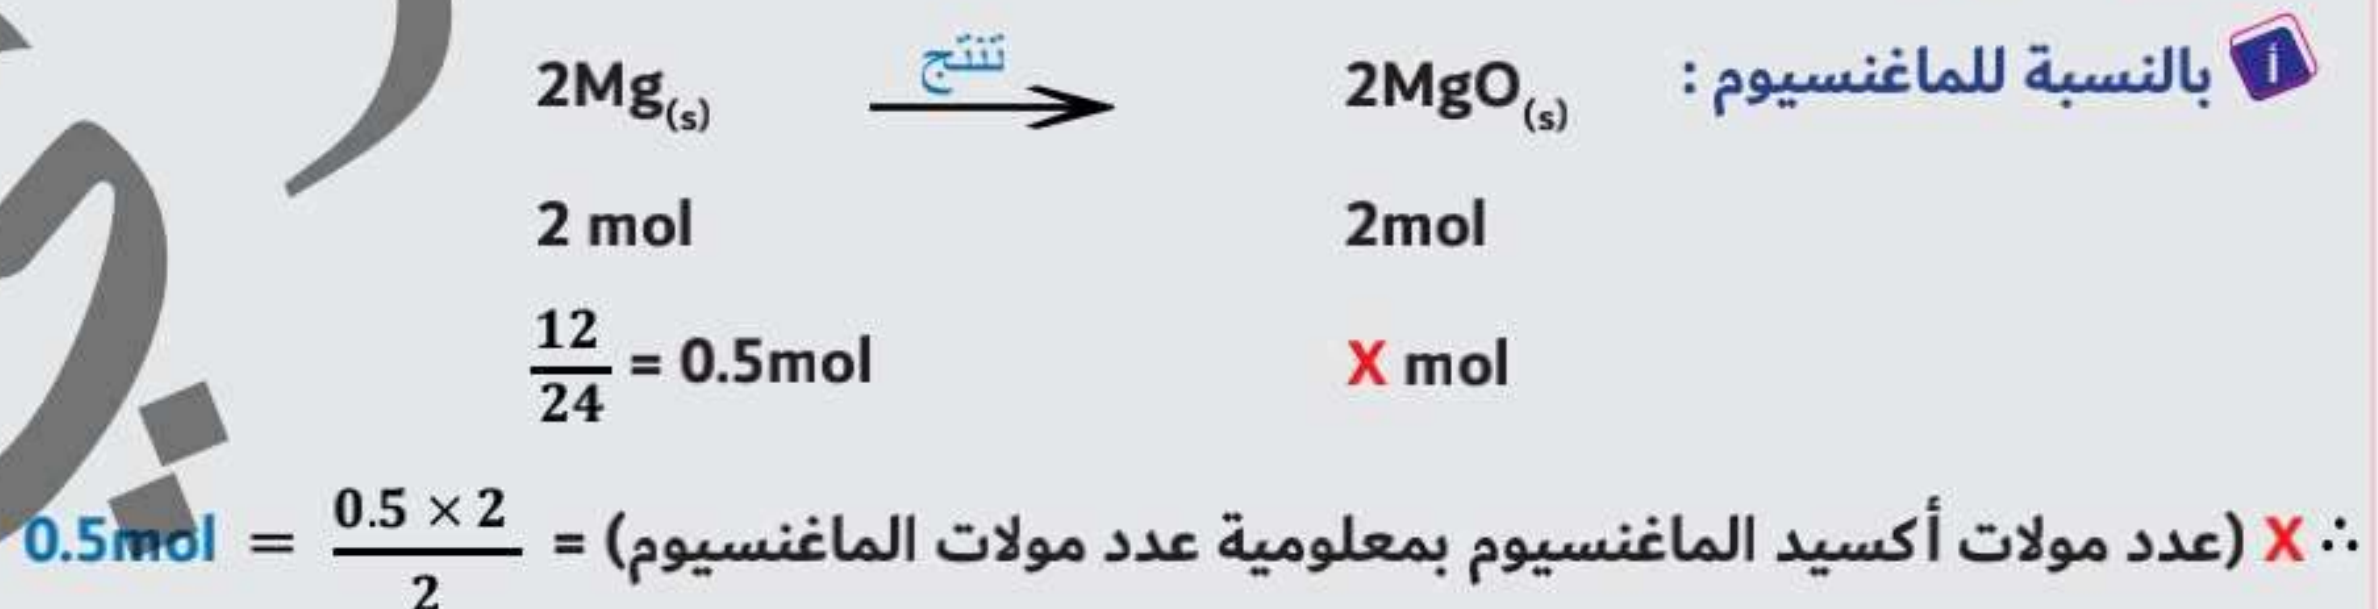 أ بالنسبة للماغنسيوم : 2Mg(s) تنتج 2MgO(s)
2 mol 2mol
12/24 = 0.5mol X mol
∴ X (عدد مولات أكسيد الماغنسيوم بمعلومية عدد مولات الماغنسيوم) = 0.5 × 2 / 2 = 0.5mol